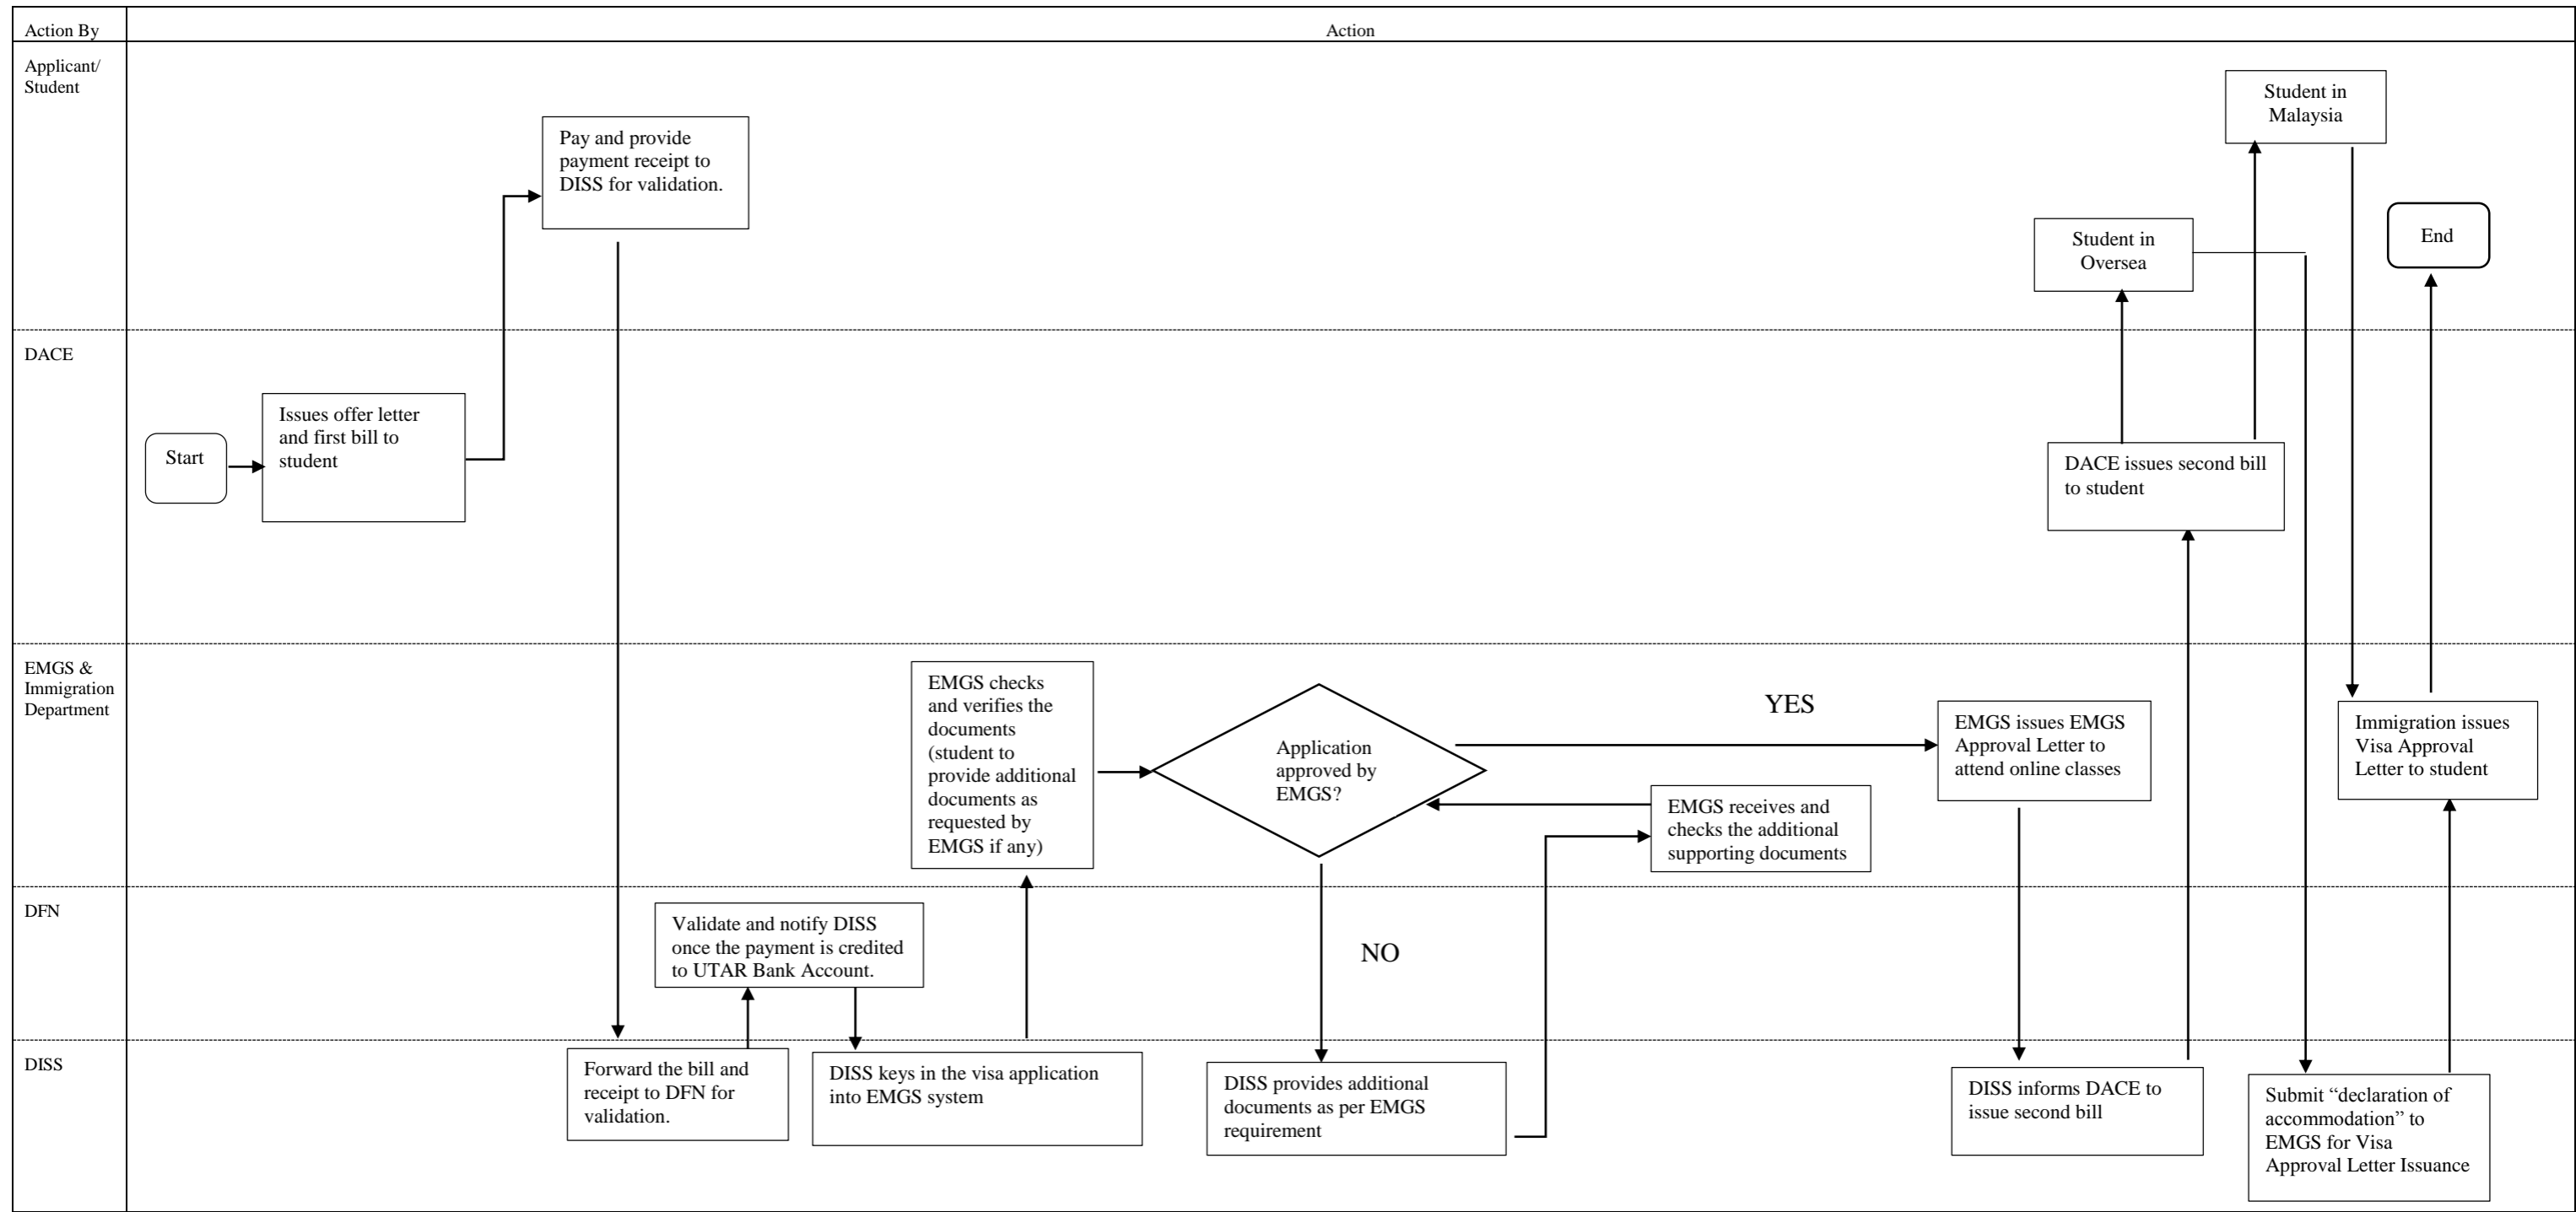 Action By
Action
Applicant/
Student
Pay and provide
payment receipt to
DISS for validation.
Student in
Oversea
Student in
Malaysia
End
DACE
Start
Issues offer letter
and first bill to
student
DACE issues second bill
to student
EMGS &
Immigration
Department
EMGS checks
and verifies the
documents
(student to
provide additional
documents as
requested by
EMGS if any)
Application
approved by
EMGS?
YES
EMGS receives and
checks the additional
supporting documents
EMGS issues EMGS
Approval Letter to
attend online classes
Immigration issues
Visa Approval
Letter to student
DFN
Validate and notify DISS
once the payment is credited
to UTAR Bank Account.
NO
DISS
Forward the bill and
receipt to DFN for
validation.
DISS keys in the visa application
into EMGS system
DISS provides additional
documents as per EMGS
requirement
DISS informs DACE to
issue second bill
Submit “declaration of
accommodation” to
EMGS for Visa
Approval Letter Issuance